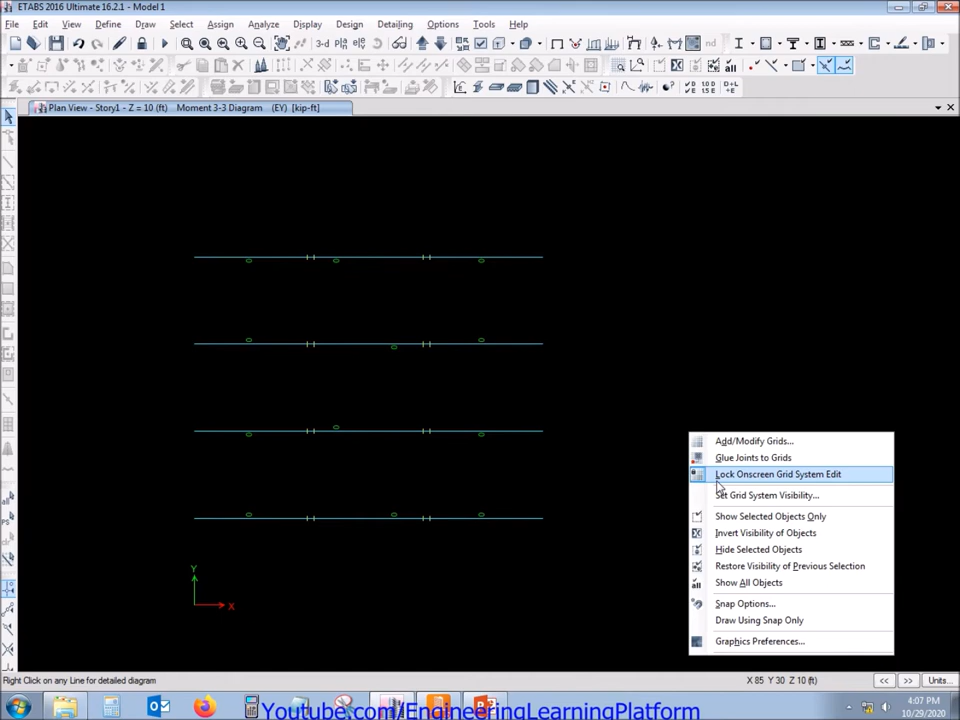 ETABS 2016 Ultimate 16.2.1 - Model 1
File Edit View Define Draw Select Assign Analyze Display Design Detailing Options Tools Help
3-d
nd
all
Plan View - Story1 - Z = 10 (ft) Moment 3-3 Diagram (EY) [kip-ft]
Y
X
Add/Modify Grids...
Glue Joints to Grids
Lock Onscreen Grid System Edit
Set Grid System Visibility...
Show Selected Objects Only
Invert Visibility of Objects
Hide Selected Objects
Restore Visibility of Previous Selection
all Show All Objects
Snap Options...
Draw Using Snap Only
Graphics Preferences...
Right Click on any Line for detailed diagram
X 85 Y 30 Z 10 (ft)
<< >> Units...
4:07 PM
10/29/2020
Youtube.com/EngineeringLearningPlatform